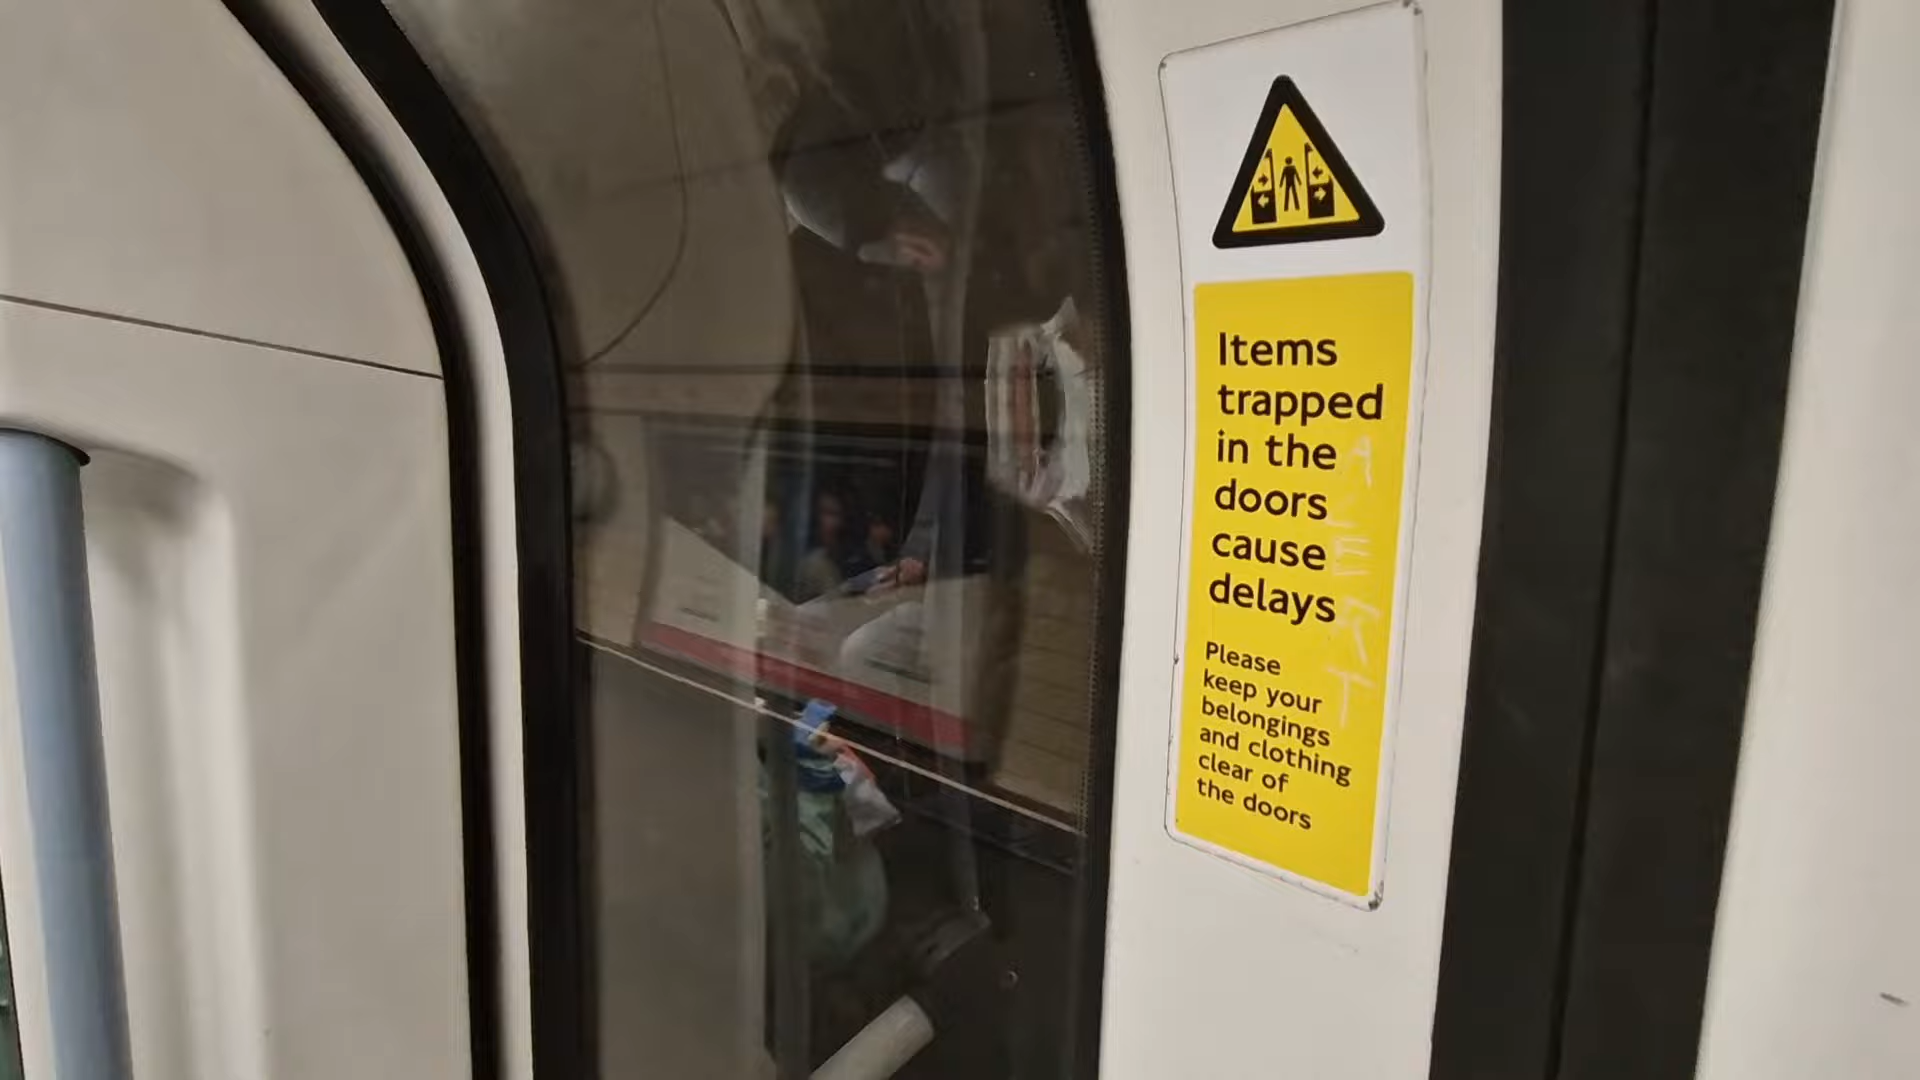 Items
trapped
in the
doors
cause
delays
Please
keep your
belongings
and clothing
clear of
the doors
A
L
E
R
T